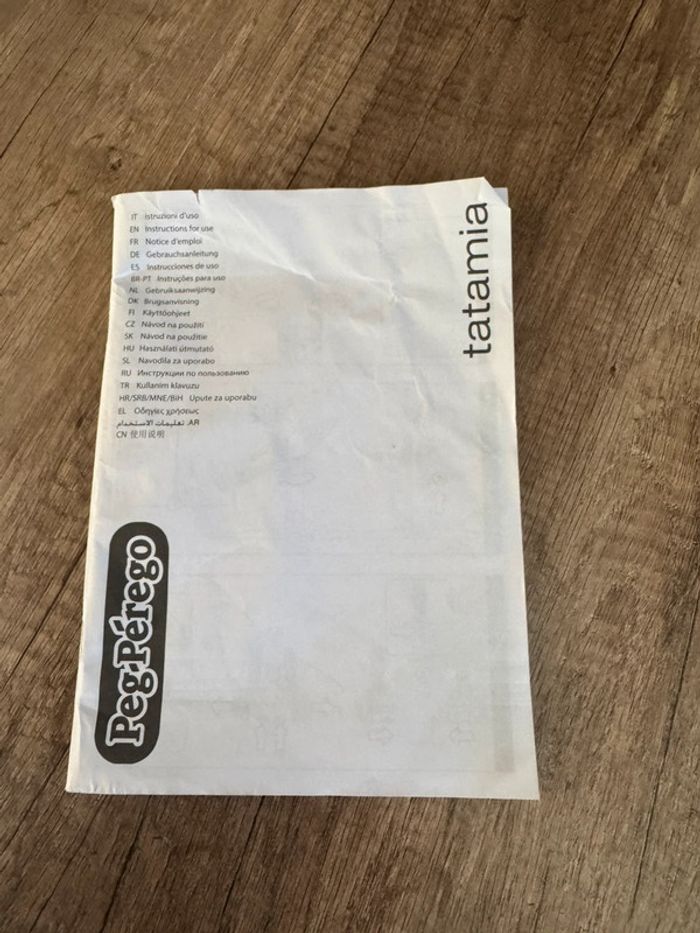 IT istruzioni d'uso
EN Instructions for use
FR Notice d'emploi
DE Gebrauchsanleitung
ES Instrucciones de uso
BR-PT Instruções para uso
NL Gebruiksaanwijzing
DK Brugsanvisning
FI Käyttöohjeet
CZ Návod na použití
SK Návod na použitie
HU Használati útmutató
SL Navodila za uporabo
RU Инструкции по пользованию
TR Kullanim klavuzu
HR/SRB/MNE/BiH Upute za uporabu
EL Οδηγίες χρήσεως
AR: تعليمات الاستخدام
CN 使用说明
tatamia
Peg-Pérego